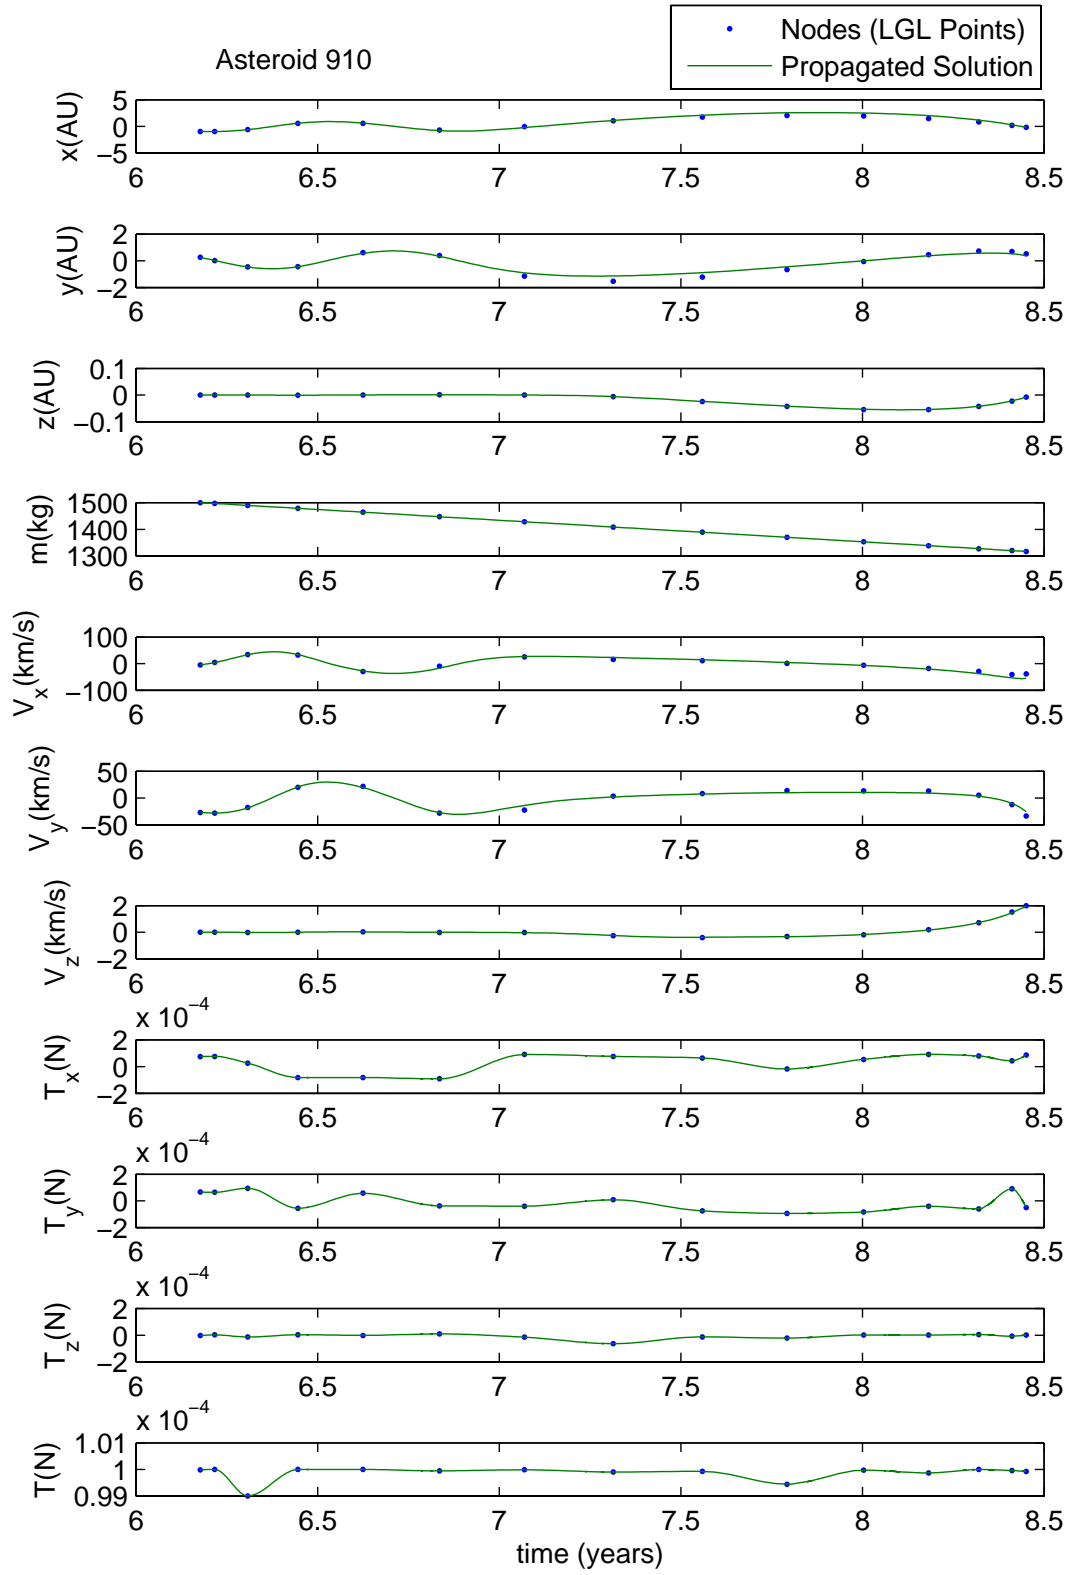 Asteroid 910
Nodes (LGL Points)
Propagated Solution
x(AU)
5
0
−5
6 6.5 7 7.5 8 8.5
y(AU)
2
0
−2
6 6.5 7 7.5 8 8.5
z(AU)
0.1
0
−0.1
6 6.5 7 7.5 8 8.5
m(kg)
1500
1400
1300
6 6.5 7 7.5 8 8.5
V_x(km/s)
100
0
−100
6 6.5 7 7.5 8 8.5
V_y(km/s)
50
0
−50
6 6.5 7 7.5 8 8.5
V_z(km/s)
2
0
−2
6 6.5 7 7.5 8 8.5
x 10^−4
T_x(N)
2
0
−2
6 6.5 7 7.5 8 8.5
x 10^−4
T_y(N)
2
0
−2
6 6.5 7 7.5 8 8.5
x 10^−4
T_z(N)
2
0
−2
6 6.5 7 7.5 8 8.5
x 10^−4
T(N)
1.01
1
0.99
6 6.5 7 7.5 8 8.5
time (years)